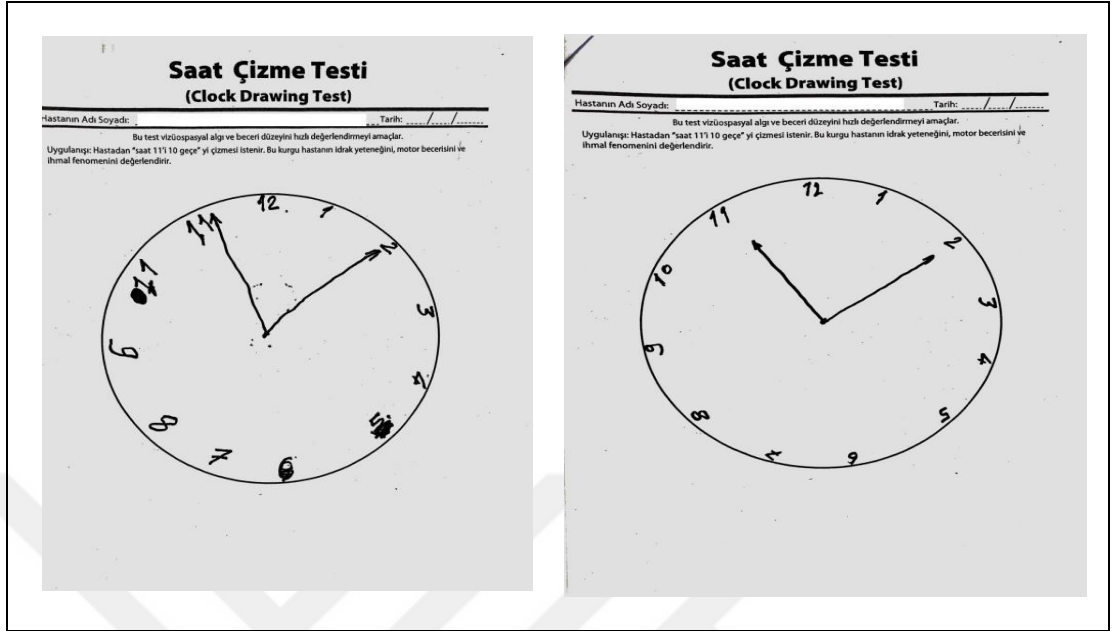 Saat Çizme Testi
(Clock Drawing Test)
Hastanın Adı Soyadı: Tarih: ...../...../......
Bu test vizüospasyal algı ve beceri düzeyini hızlı değerlendirmeyi amaçlar.
Uygulanışı: Hastadan "saat 11'i 10 geçe" yi çizmesi istenir. Bu kurgu hastanın idrak yeteneğini, motor becerisini ve
ihmal fenomenini değerlendirir.
12
1
2
3
4
5
6
7
8
9
11
Saat Çizme Testi
(Clock Drawing Test)
Hastanın Adı Soyadı: Tarih: ...../...../......
Bu test vizüospasyal algı ve beceri düzeyini hızlı değerlendirmeyi amaçlar.
Uygulanışı: Hastadan "saat 11'i 10 geçe" yi çizmesi istenir. Bu kurgu hastanın idrak yeteneğini, motor becerisini ve
ihmal fenomenini değerlendirir.
12
1
2
3
4
5
6
7
8
9
10
11